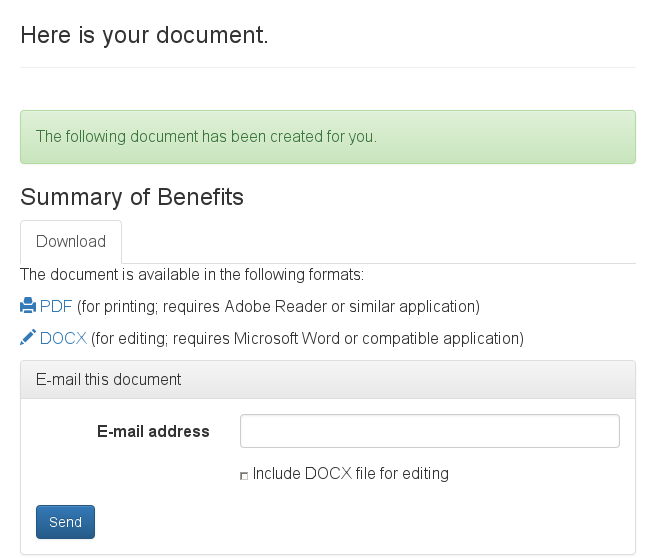 Here is your document.
The following document has been created for you.
Summary of Benefits
Download
The document is available in the following formats:
PDF (for printing; requires Adobe Reader or similar application)
DOCX (for editing; requires Microsoft Word or compatible application)
E-mail this document
E-mail address
Include DOCX file for editing
Send